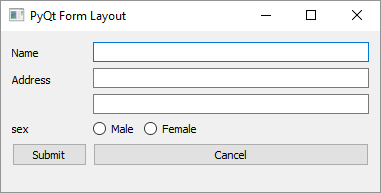 PyQt Form Layout
Name
Address
sex Male Female
Submit Cancel